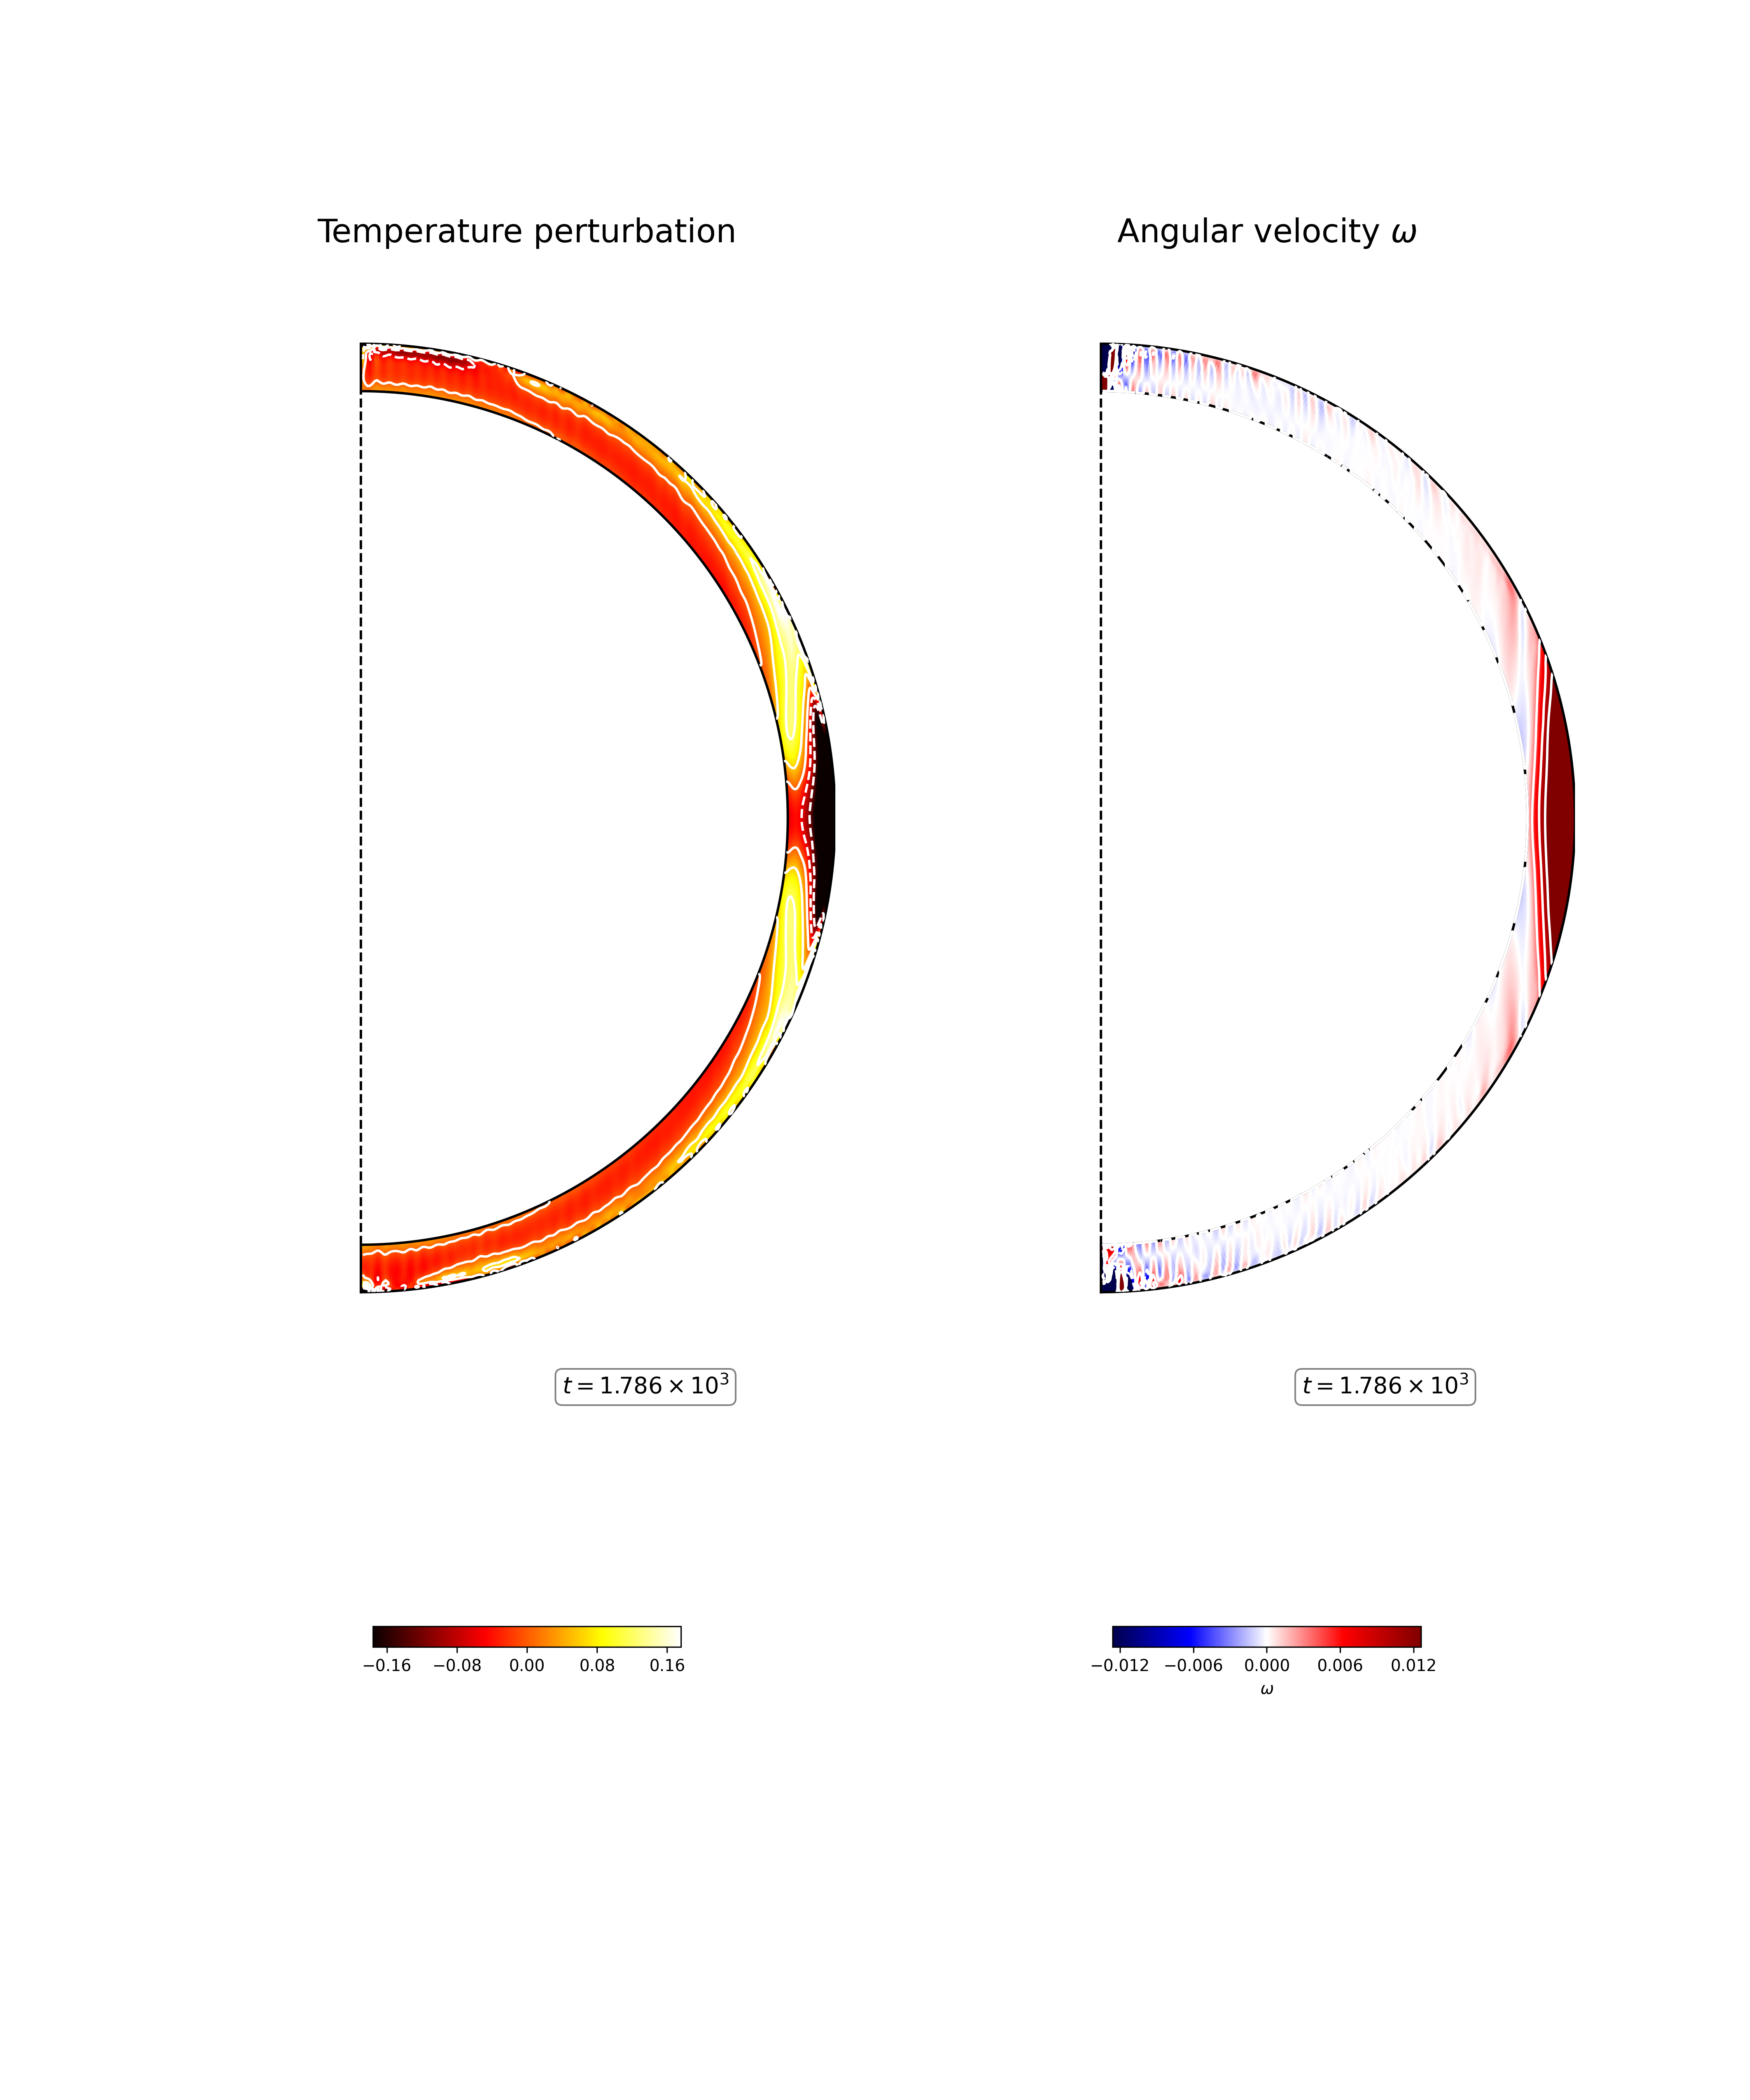 Temperature perturbation
Angular velocity ω
t = 1.786 × 10³
t = 1.786 × 10³
−0.16 −0.08 0.00 0.08 0.16
−0.012 −0.006 0.000 0.006 0.012
ω